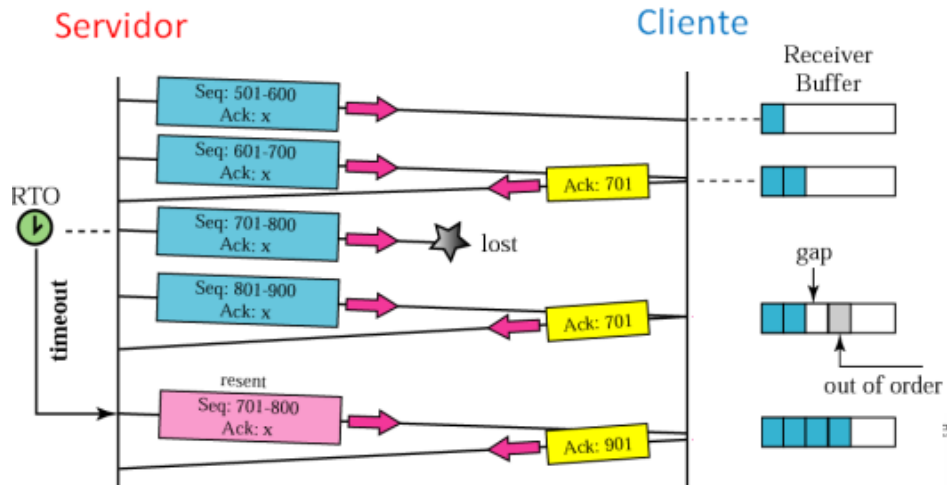 Servidor
Cliente
Receiver
Buffer
Seq: 501-600
Ack: x
Seq: 601-700
Ack: x
Ack: 701
RTO
Seq: 701-800
Ack: x
lost
gap
timeout
Seq: 801-900
Ack: x
Ack: 701
out of order
resent
Seq: 701-800
Ack: x
Ack: 901